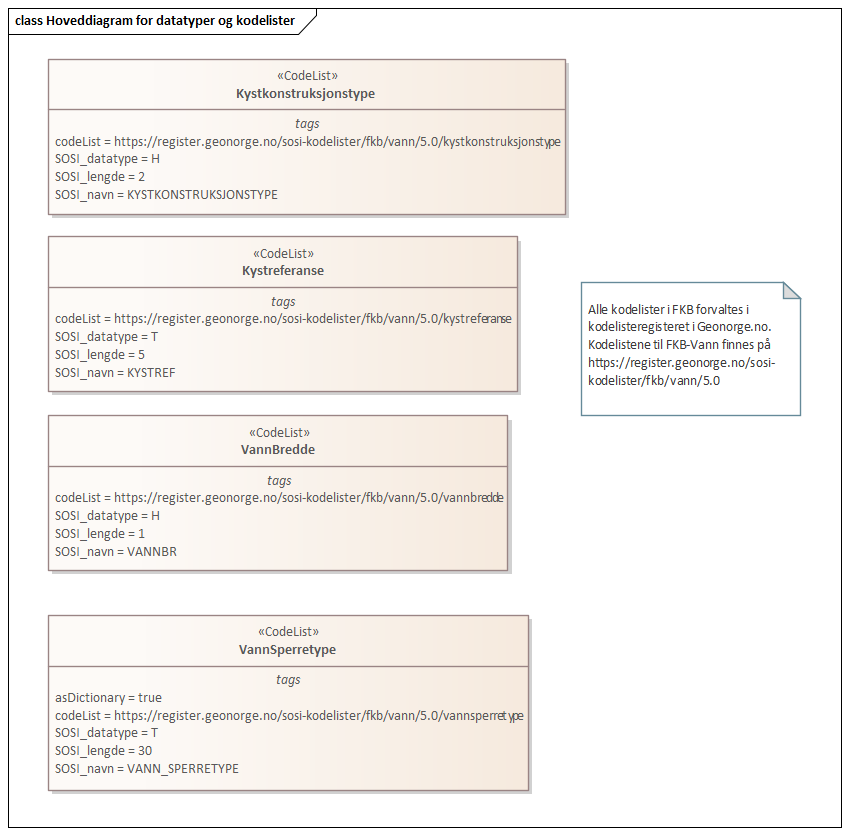 class Hoveddiagram for datatyper og kodelister
«CodeList»
Kystkonstruksjonstype
tags
codeList = https://register.geonorge.no/sosi-kodelister/fkb/vann/5.0/kystkonstruksjonstype
SOSI_datatype = H
SOSI_lengde = 2
SOSI_navn = KYSTKONSTRUKSJONSTYPE
«CodeList»
Kystreferanse
tags
codeList = https://register.geonorge.no/sosi-kodelister/fkb/vann/5.0/kystreferanse
SOSI_datatype = T
SOSI_lengde = 5
SOSI_navn = KYSTREF
Alle kodelister i FKB forvaltes i
kodelisteregisteret i Geonorge.no.
Kodelistene til FKB-Vann finnes på
https://register.geonorge.no/sosi-
kodelister/fkb/vann/5.0
«CodeList»
VannBredde
tags
codeList = https://register.geonorge.no/sosi-kodelister/fkb/vann/5.0/vannbredde
SOSI_datatype = H
SOSI_lengde = 1
SOSI_navn = VANNBR
«CodeList»
VannSperretype
tags
asDictionary = true
codeList = https://register.geonorge.no/sosi-kodelister/fkb/vann/5.0/vannsperretype
SOSI_datatype = T
SOSI_lengde = 30
SOSI_navn = VANN_SPERRETYPE